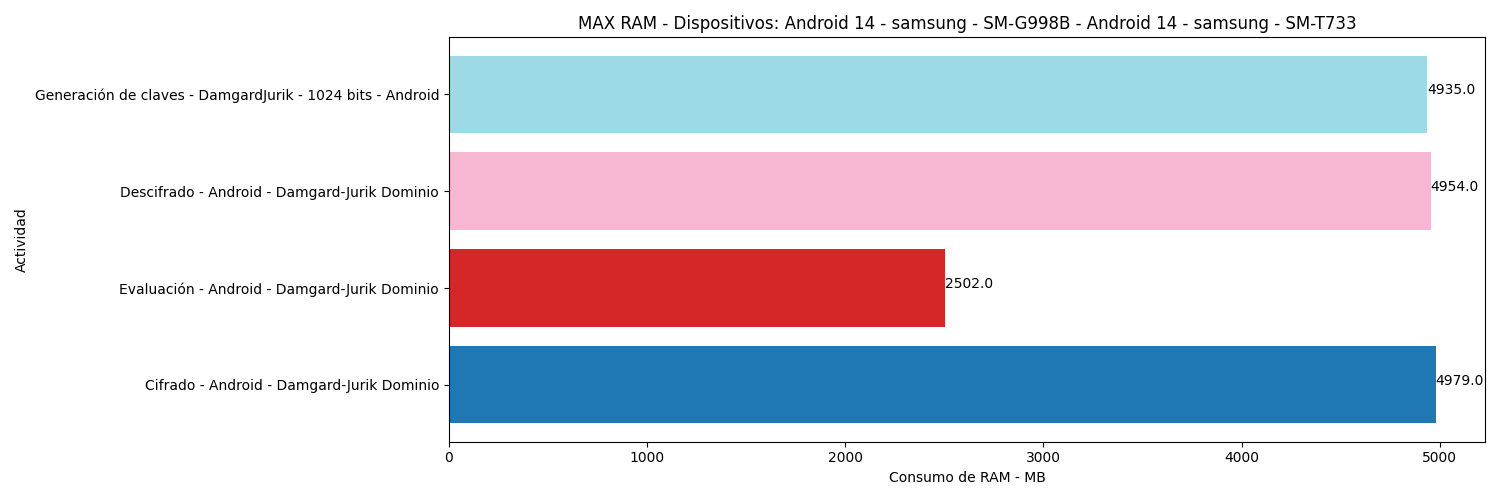 MAX RAM - Dispositivos: Android 14 - samsung - SM-G998B - Android 14 - samsung - SM-T733
Actividad
Generación de claves - DamgardJurik - 1024 bits - Android
4935.0
Descifrado - Android - Damgard-Jurik Dominio
4954.0
Evaluación - Android - Damgard-Jurik Dominio
2502.0
Cifrado - Android - Damgard-Jurik Dominio
4979.0
0 1000 2000 3000 4000 5000
Consumo de RAM - MB